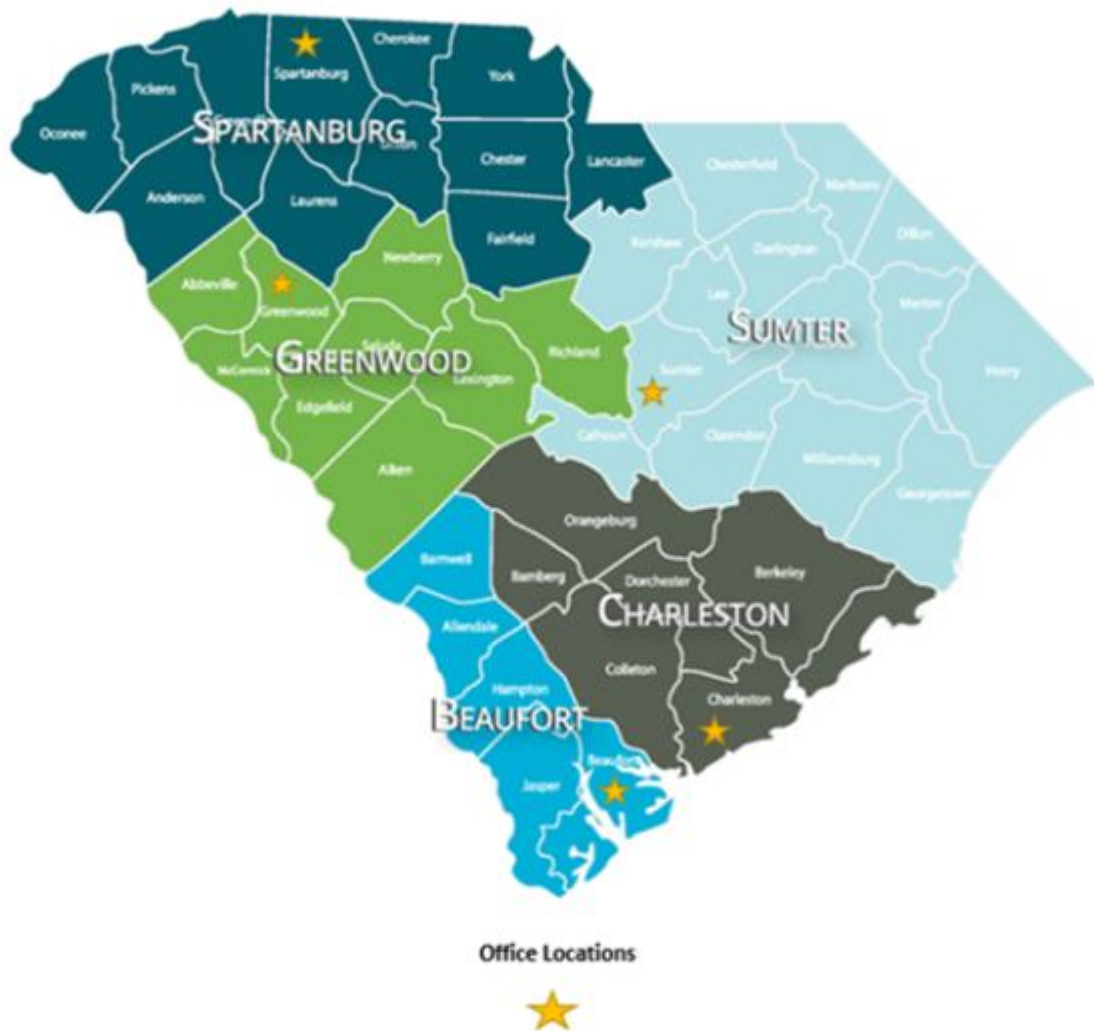 Cherokee
Spartanburg
York
Pickens
Oconee
SPARTANBURG
Union
Chester
Lancaster
Chesterfield
Marlboro
Anderson
Laurens
Fairfield
Kershaw
Darlington
Dillon
Newberry
Abbeville
Greenwood
Lee
Marion
SUMTER
GREENWOOD
Saluda
Richland
McCormick
Lexington
Sumter
Horry
Edgefield
Calhoun
Clarendon
Williamsburg
Aiken
Georgetown
Orangeburg
Barnwell
Bamberg
Dorchester
Berkeley
CHARLESTON
Allendale
Colleton
Hampton
Charleston
BEAUFORT
Beaufort
Jasper
Office Locations